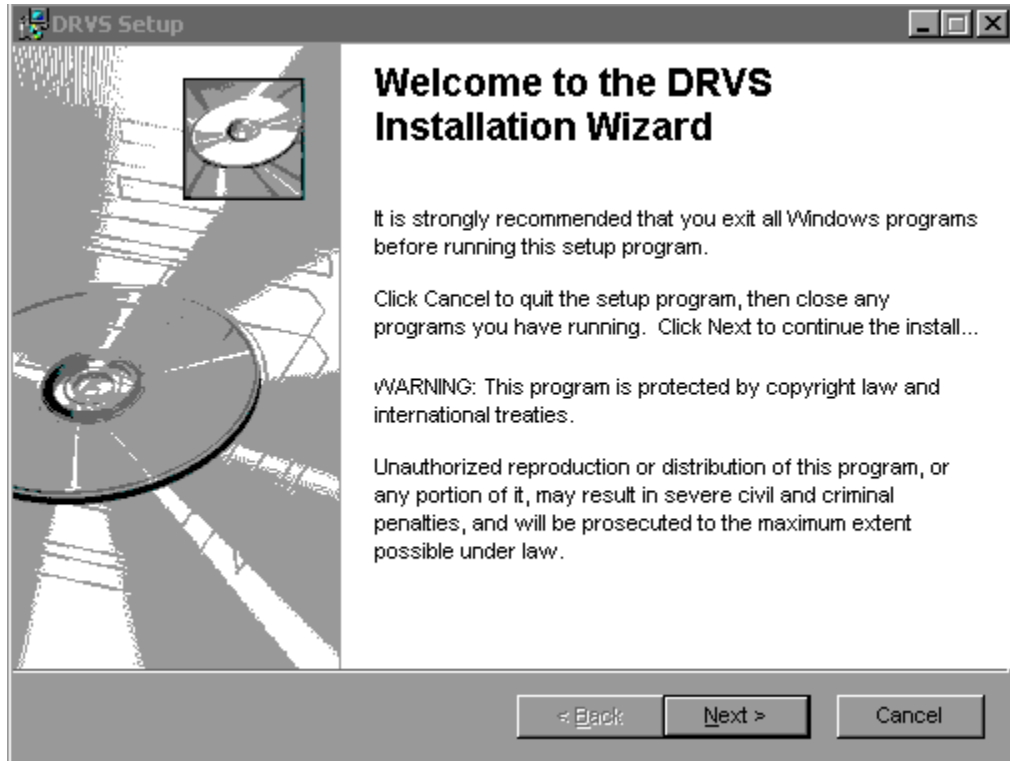 DRVS Setup
Welcome to the DRVS
Installation Wizard
It is strongly recommended that you exit all Windows programs
before running this setup program.
Click Cancel to quit the setup program, then close any
programs you have running.  Click Next to continue the install...
WARNING: This program is protected by copyright law and
international treaties.
Unauthorized reproduction or distribution of this program, or
any portion of it, may result in severe civil and criminal
penalties, and will be prosecuted to the maximum extent
possible under law.
< Back  Next >  Cancel